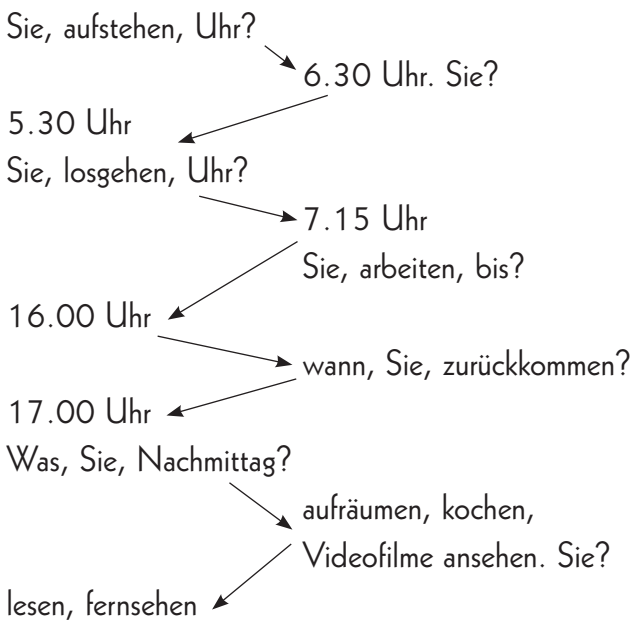 Sie, aufstehen, Uhr?
6.30 Uhr. Sie?
5.30 Uhr
Sie, losgehen, Uhr?
7.15 Uhr
Sie, arbeiten, bis?
16.00 Uhr
wann, Sie, zurückkommen?
17.00 Uhr
Was, Sie, Nachmittag?
aufräumen, kochen,
Videofilme ansehen. Sie?
lesen, fernsehen